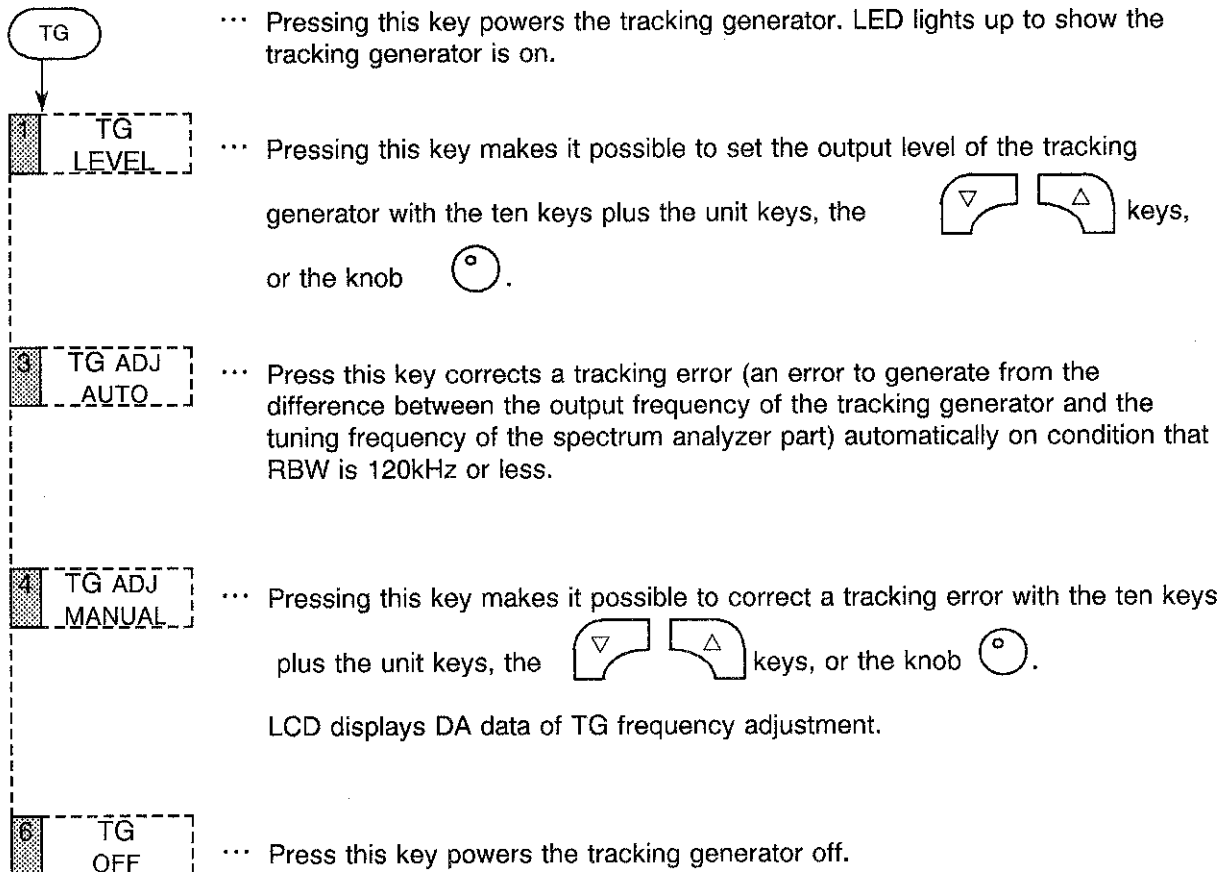 TG ··· Pressing this key powers the tracking generator. LED lights up to show the
tracking generator is on.
1 TG
LEVEL ··· Pressing this key makes it possible to set the output level of the tracking
generator with the ten keys plus the unit keys, the ▽ △ keys,
or the knob .
3 TG ADJ
AUTO ··· Press this key corrects a tracking error (an error to generate from the
difference between the output frequency of the tracking generator and the
tuning frequency of the spectrum analyzer part) automatically on condition that
RBW is 120kHz or less.
4 TG ADJ
MANUAL ··· Pressing this key makes it possible to correct a tracking error with the ten keys
plus the unit keys, the ▽ △ keys, or the knob .
LCD displays DA data of TG frequency adjustment.
6 TG
OFF ··· Press this key powers the tracking generator off.